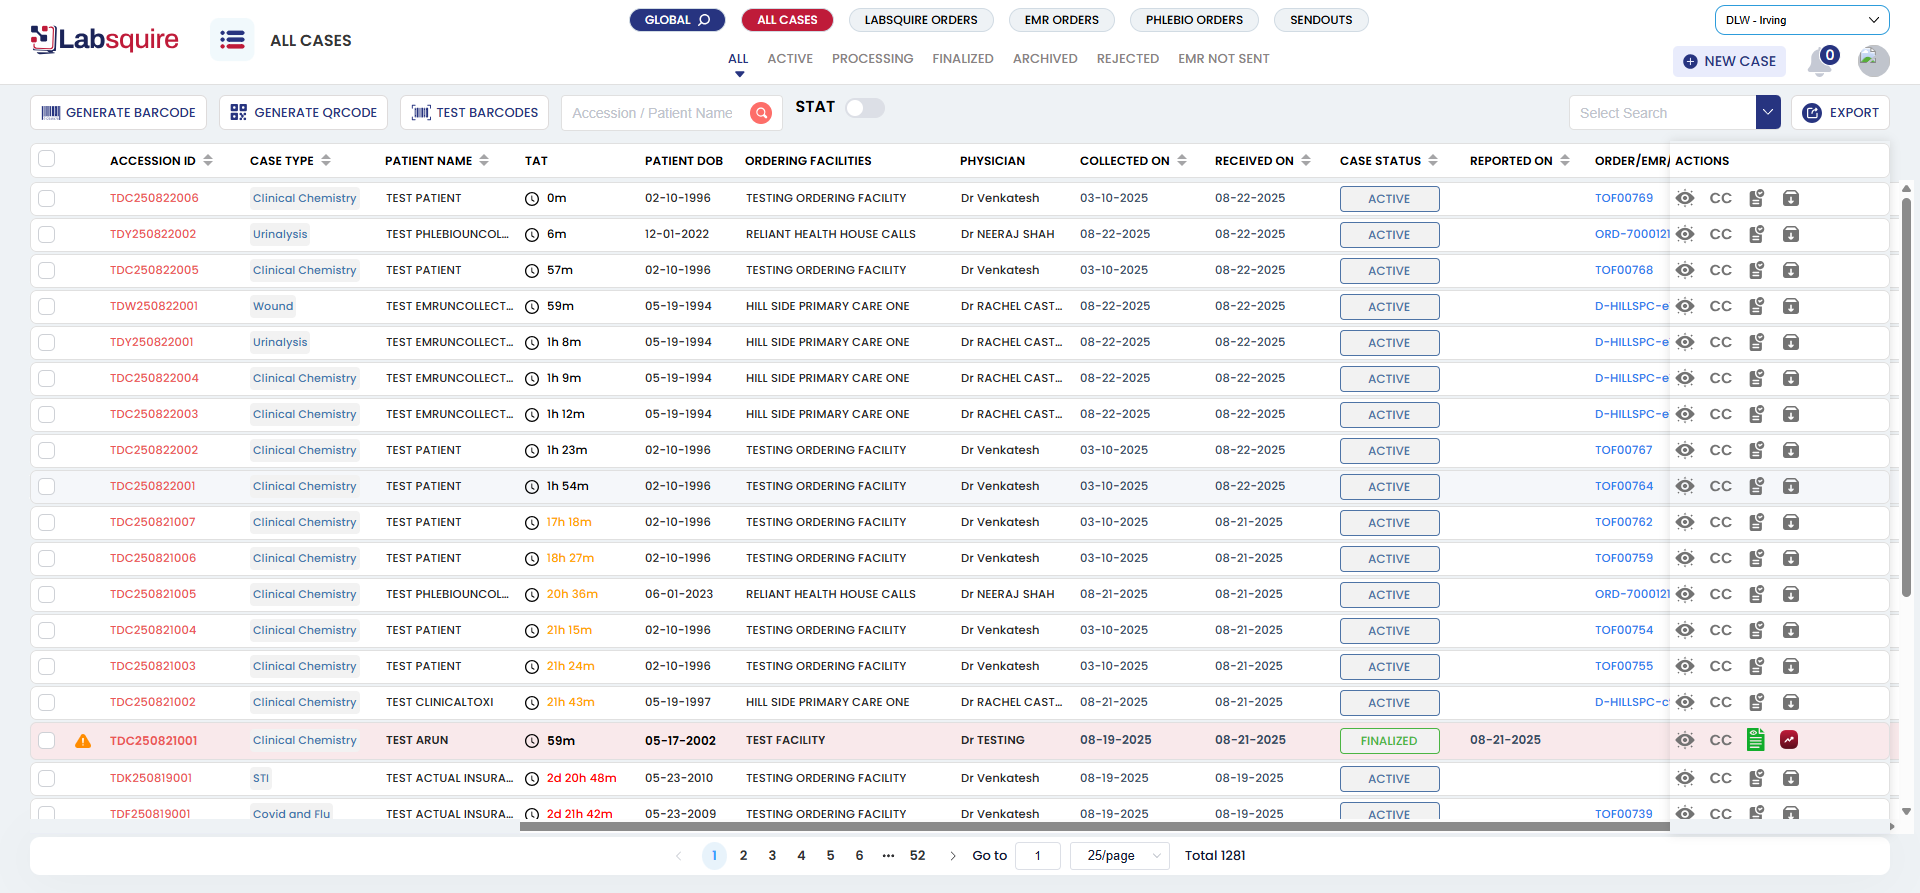 GLOBAL ALL CASES LABSQUIRE ORDERS EMR ORDERS PHLEBIO ORDERS SENDOUTS DLW - Irving
Labsquire ALL CASES
ALL ACTIVE PROCESSING FINALIZED ARCHIVED REJECTED EMR NOT SENT NEW CASE 0
GENERATE BARCODE GENERATE QRCODE TEST BARCODES Accession / Patient Name STAT Select Search EXPORT
ACCESSION ID CASE TYPE PATIENT NAME TAT PATIENT DOB ORDERING FACILITIES PHYSICIAN COLLECTED ON RECEIVED ON CASE STATUS REPORTED ON ORDER/EMR/ ACTIONS
TDC250822006 Clinical Chemistry TEST PATIENT 0m 02-10-1996 TESTING ORDERING FACILITY Dr Venkatesh 03-10-2025 08-22-2025 ACTIVE TOF00769 CC
TDY250822002 Urinalysis TEST PHLEBIOUNCOL... 6m 12-01-2022 RELIANT HEALTH HOUSE CALLS Dr NEERAJ SHAH 08-22-2025 08-22-2025 ACTIVE ORD-7000121 CC
TDC250822005 Clinical Chemistry TEST PATIENT 57m 02-10-1996 TESTING ORDERING FACILITY Dr Venkatesh 03-10-2025 08-22-2025 ACTIVE TOF00768 CC
TDW250822001 Wound TEST EMRUNCOLLECT... 59m 05-19-1994 HILL SIDE PRIMARY CARE ONE Dr RACHEL CAST... 08-22-2025 08-22-2025 ACTIVE D-HILLSPC-e CC
TDY250822001 Urinalysis TEST EMRUNCOLLECT... 1h 8m 05-19-1994 HILL SIDE PRIMARY CARE ONE Dr RACHEL CAST... 08-22-2025 08-22-2025 ACTIVE D-HILLSPC-e CC
TDC250822004 Clinical Chemistry TEST EMRUNCOLLECT... 1h 9m 05-19-1994 HILL SIDE PRIMARY CARE ONE Dr RACHEL CAST... 08-22-2025 08-22-2025 ACTIVE D-HILLSPC-e CC
TDC250822003 Clinical Chemistry TEST EMRUNCOLLECT... 1h 12m 05-19-1994 HILL SIDE PRIMARY CARE ONE Dr RACHEL CAST... 08-22-2025 08-22-2025 ACTIVE D-HILLSPC-e CC
TDC250822002 Clinical Chemistry TEST PATIENT 1h 23m 02-10-1996 TESTING ORDERING FACILITY Dr Venkatesh 03-10-2025 08-22-2025 ACTIVE TOF00767 CC
TDC250822001 Clinical Chemistry TEST PATIENT 1h 54m 02-10-1996 TESTING ORDERING FACILITY Dr Venkatesh 03-10-2025 08-22-2025 ACTIVE TOF00764 CC
TDC250821007 Clinical Chemistry TEST PATIENT 17h 18m 02-10-1996 TESTING ORDERING FACILITY Dr Venkatesh 03-10-2025 08-21-2025 ACTIVE TOF00762 CC
TDC250821006 Clinical Chemistry TEST PATIENT 18h 27m 02-10-1996 TESTING ORDERING FACILITY Dr Venkatesh 03-10-2025 08-21-2025 ACTIVE TOF00759 CC
TDC250821005 Clinical Chemistry TEST PHLEBIOUNCOL... 20h 36m 06-01-2023 RELIANT HEALTH HOUSE CALLS Dr NEERAJ SHAH 08-21-2025 08-21-2025 ACTIVE ORD-7000121 CC
TDC250821004 Clinical Chemistry TEST PATIENT 21h 15m 02-10-1996 TESTING ORDERING FACILITY Dr Venkatesh 03-10-2025 08-21-2025 ACTIVE TOF00754 CC
TDC250821003 Clinical Chemistry TEST PATIENT 21h 24m 02-10-1996 TESTING ORDERING FACILITY Dr Venkatesh 03-10-2025 08-21-2025 ACTIVE TOF00755 CC
TDC250821002 Clinical Chemistry TEST CLINICALTOXI 21h 43m 05-19-1997 HILL SIDE PRIMARY CARE ONE Dr RACHEL CAST... 08-21-2025 08-21-2025 ACTIVE D-HILLSPC-c CC
TDC250821001 Clinical Chemistry TEST ARUN 59m 05-17-2002 TEST FACILITY Dr TESTING 08-19-2025 08-21-2025 FINALIZED 08-21-2025 CC
TDK250819001 STI TEST ACTUAL INSURA... 2d 20h 48m 05-23-2010 TESTING ORDERING FACILITY Dr Venkatesh 08-19-2025 08-19-2025 ACTIVE CC
TDF250819001 Covid and Flu TEST ACTUAL INSURA... 2d 21h 42m 05-23-2009 TESTING ORDERING FACILITY Dr Venkatesh 08-19-2025 08-19-2025 ACTIVE TOF00739 CC
1 2 3 4 5 6 ••• 52 Go to 1 25/page Total 1281